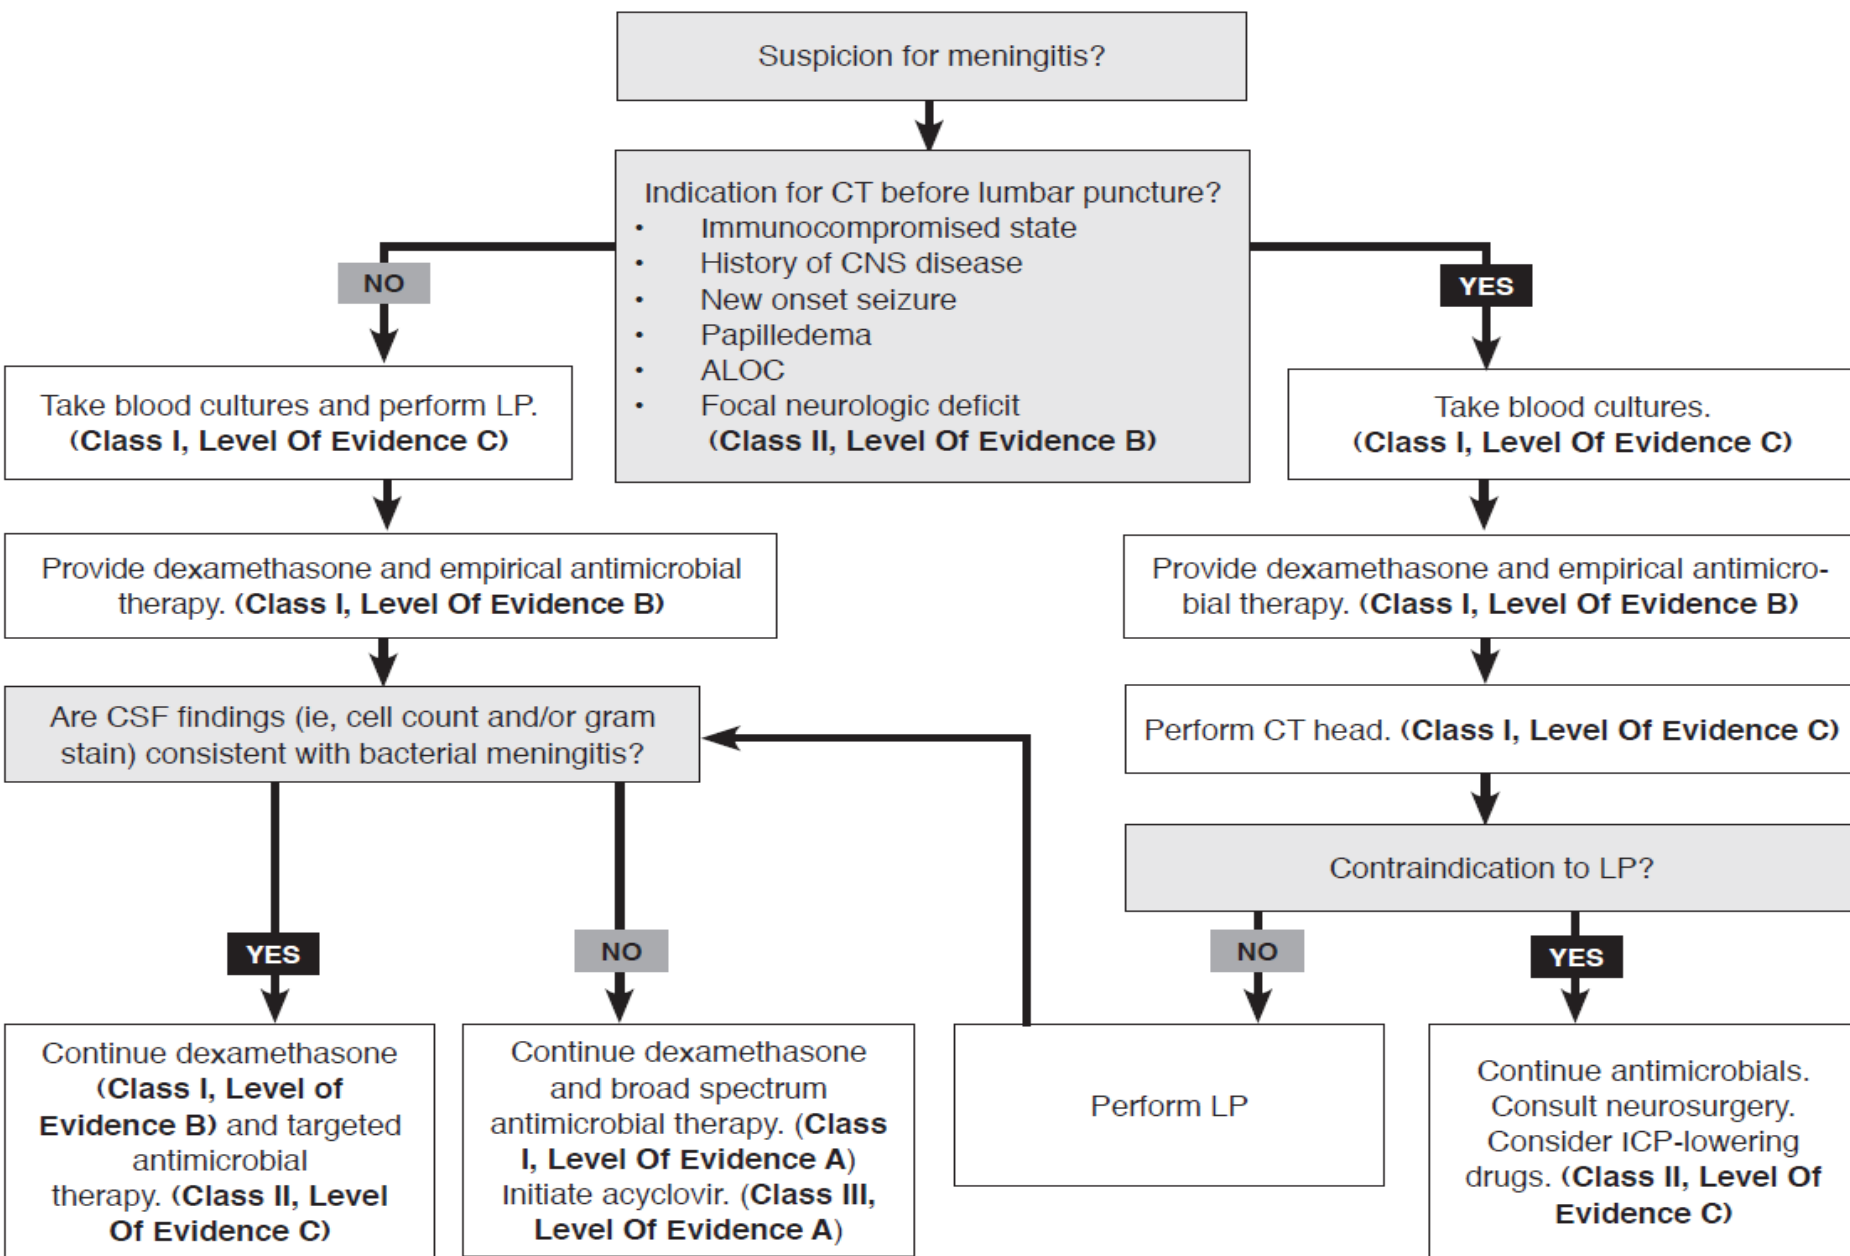 Suspicion for meningitis?
Indication for CT before lumbar puncture?
• Immunocompromised state
• History of CNS disease
• New onset seizure
• Papilledema
• ALOC
• Focal neurologic deficit
(Class II, Level Of Evidence B)
NO
YES
Take blood cultures and perform LP.
(Class I, Level Of Evidence C)
Take blood cultures.
(Class I, Level Of Evidence C)
Provide dexamethasone and empirical antimicrobial
therapy. (Class I, Level Of Evidence B)
Provide dexamethasone and empirical antimicro-
bial therapy. (Class I, Level Of Evidence B)
Are CSF findings (ie, cell count and/or gram
stain) consistent with bacterial meningitis?
Perform CT head. (Class I, Level Of Evidence C)
Contraindication to LP?
YES
NO
NO
YES
Continue dexamethasone
(Class I, Level of
Evidence B) and targeted
antimicrobial
therapy. (Class II, Level
Of Evidence C)
Continue dexamethasone
and broad spectrum
antimicrobial therapy. (Class
I, Level Of Evidence A)
Initiate acyclovir. (Class III,
Level Of Evidence A)
Perform LP
Continue antimicrobials.
Consult neurosurgery.
Consider ICP-lowering
drugs. (Class II, Level Of
Evidence C)